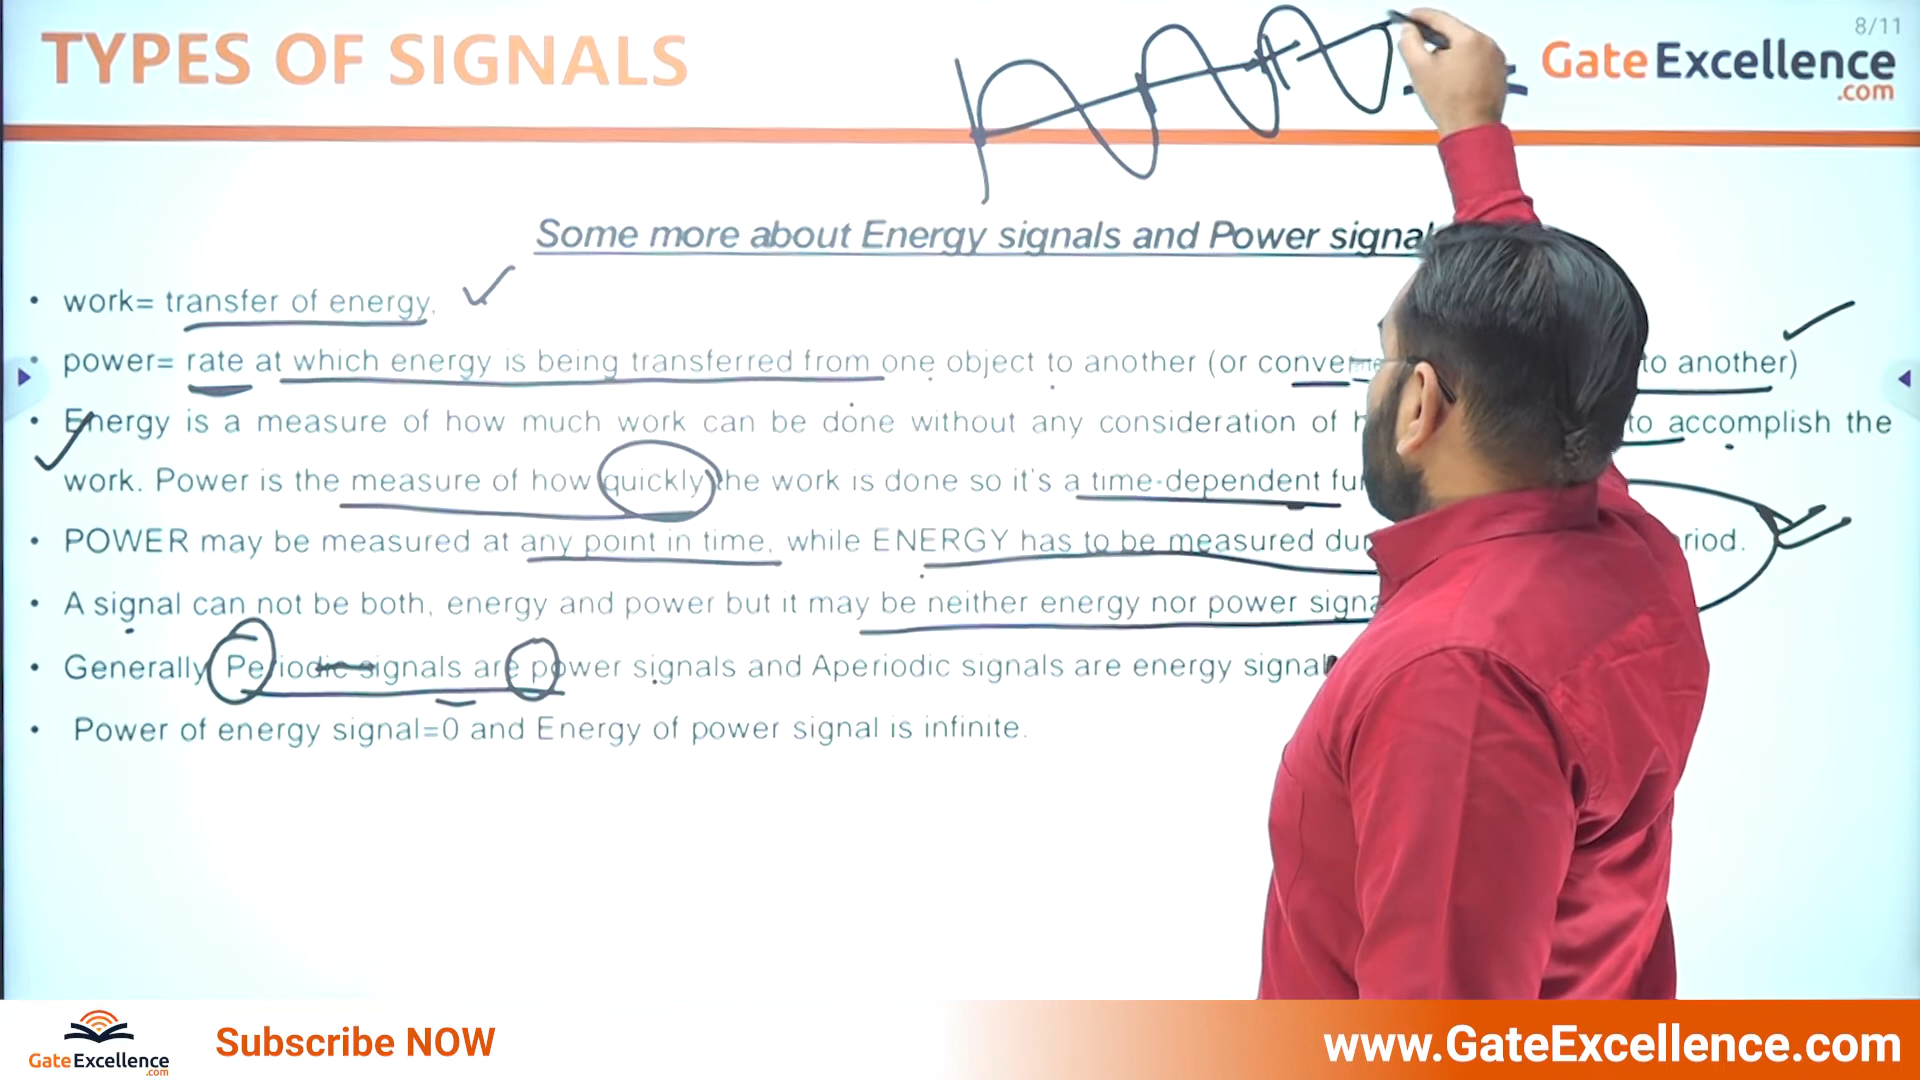 8/11
TYPES OF SIGNALS
GateExcellence
.com
Some more about Energy signals and Power signal
• work= transfer of energy.
• power= rate at which energy is being transferred from one object to another (or conve to another)
• Energy is a measure of how much work can be done without any consideration of to accomplish the
work. Power is the measure of how quickly the work is done so it's a time-dependent
• POWER may be measured at any point in time, while ENERGY has to be measured
• A signal can not be both, energy and power but it may be neither energy nor power
• Generally Periodic signals are power signals and Aperiodic signals are energy signal
• Power of energy signal=0 and Energy of power signal is infinite.
GateExcellence
.com
Subscribe NOW
www.GateExcellence.com